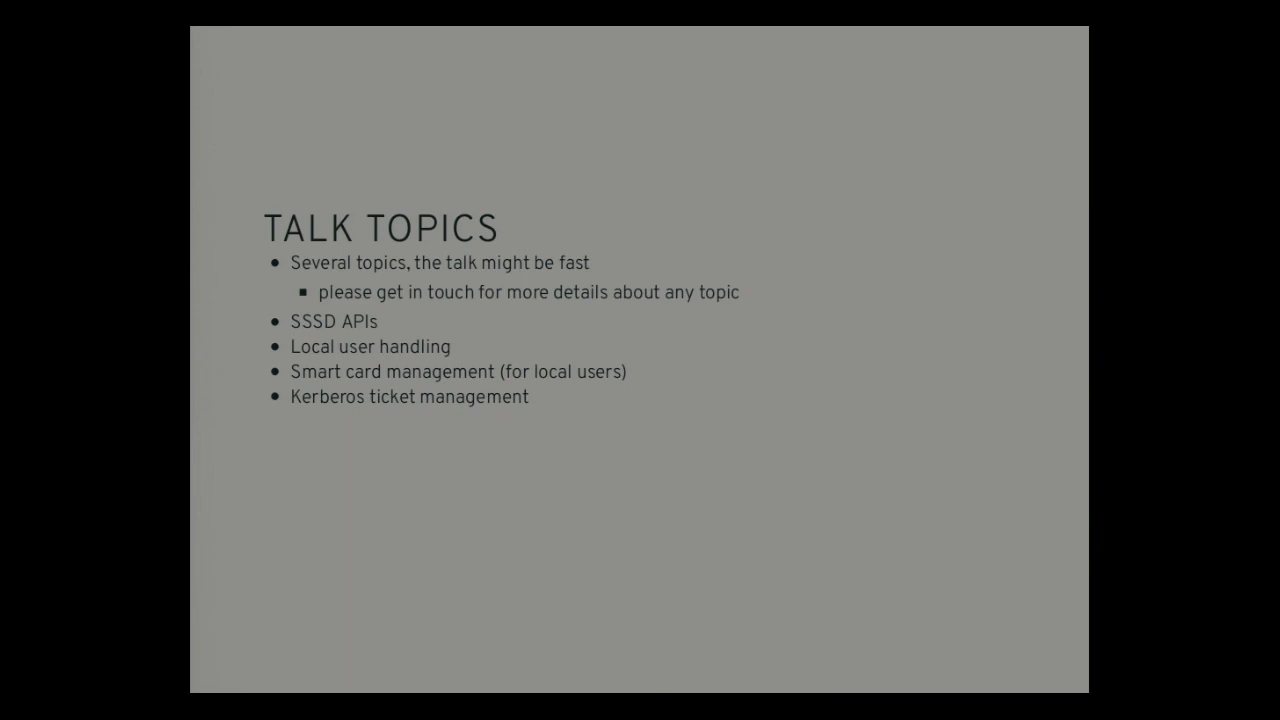 TALK TOPICS
Several topics, the talk might be fast
please get in touch for more details about any topic
SSSD APIs
Local user handling
Smart card management (for local users)
Kerberos ticket management